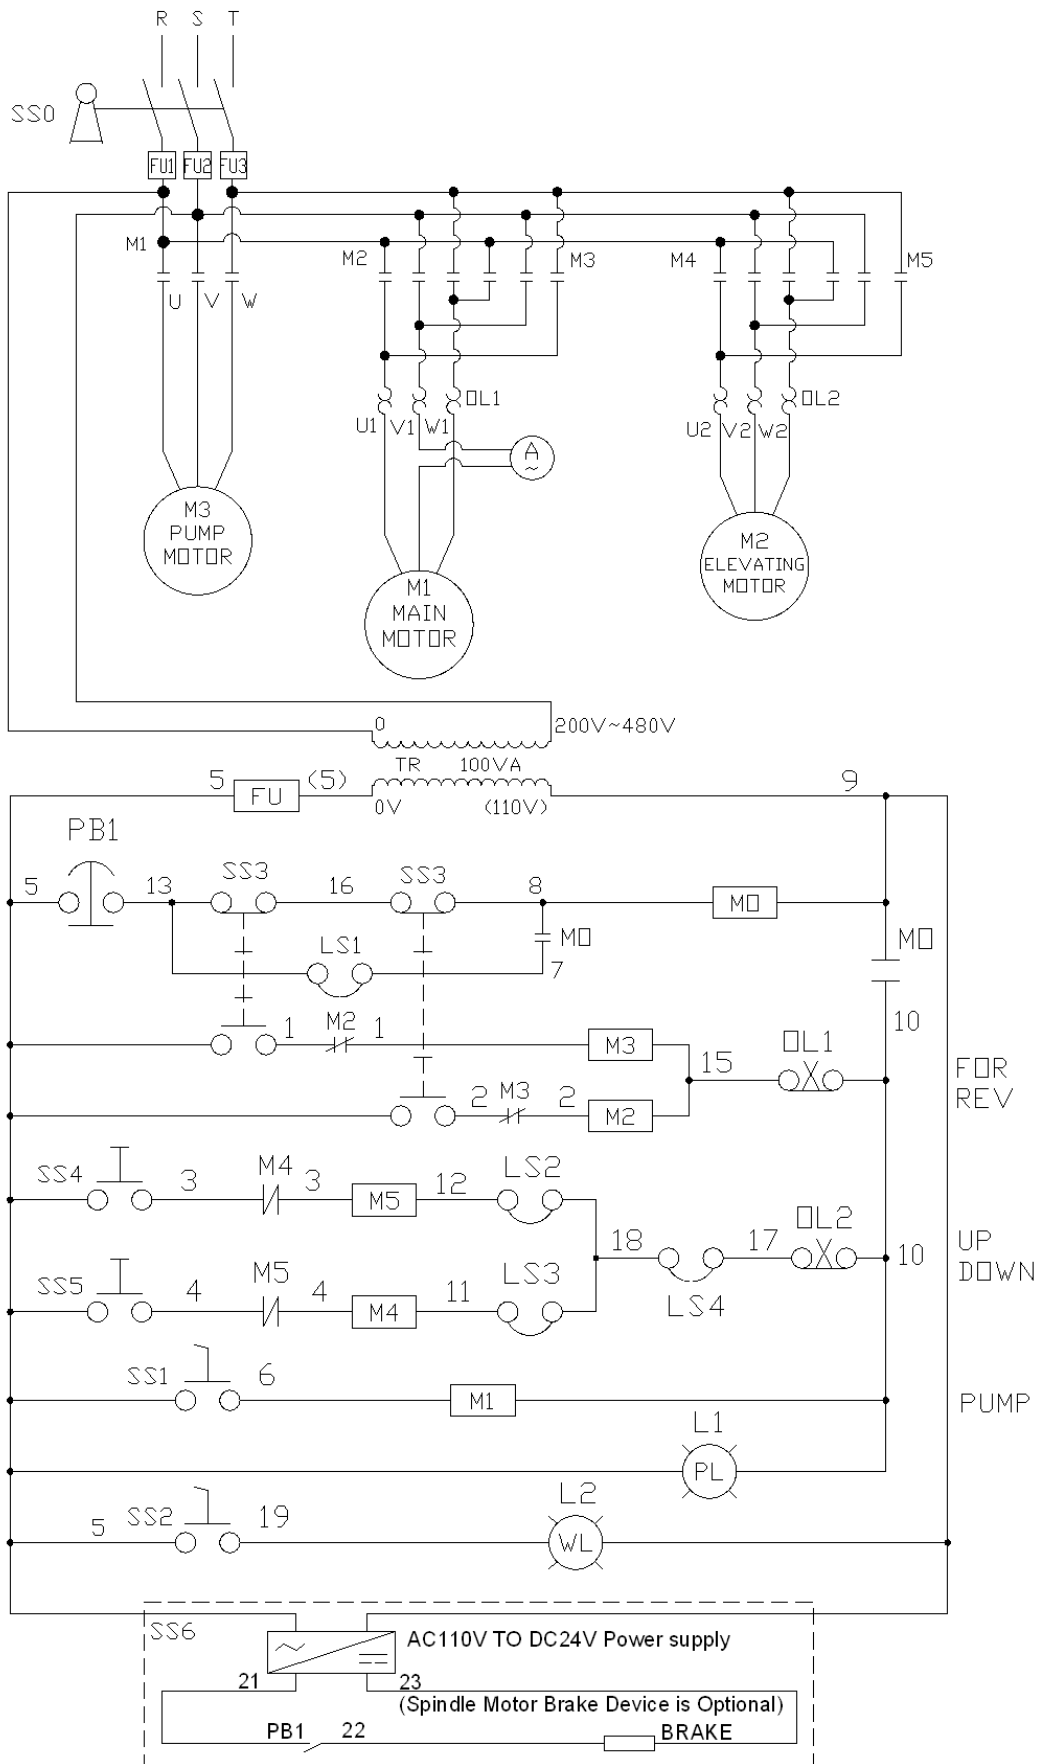 R S T
SS0
FU1 FU2 FU3
M1 M2 M3 M4 M5
U V W
OL1 OL2
U1 V1 W1 U2 V2 W2
A
~
M3
PUMP
MOTOR
M2
ELEVATING
MOTOR
M1
MAIN
MOTOR
0 200V~480V
TR 100VA
5 FU (5) 0V (110V) 9
PB1
5 13 SS3 16 SS3 8 M0
LS1 M0 M0
7
10
1 M2 1 M3 OL1
15
FOR
REV
2 M3 2 M2
SS4 3 M4 3 M5 12 LS2
18 17 OL2 10
UP
DOWN
LS4
SS5 4 M5 4 M4 11 LS3
SS1 6 M1 PUMP
L1
PL
5 SS2 19 L2
WL
SS6 AC110V TO DC24V Power supply
21 23
(Spindle Motor Brake Device is Optional)
PB1 22 BRAKE